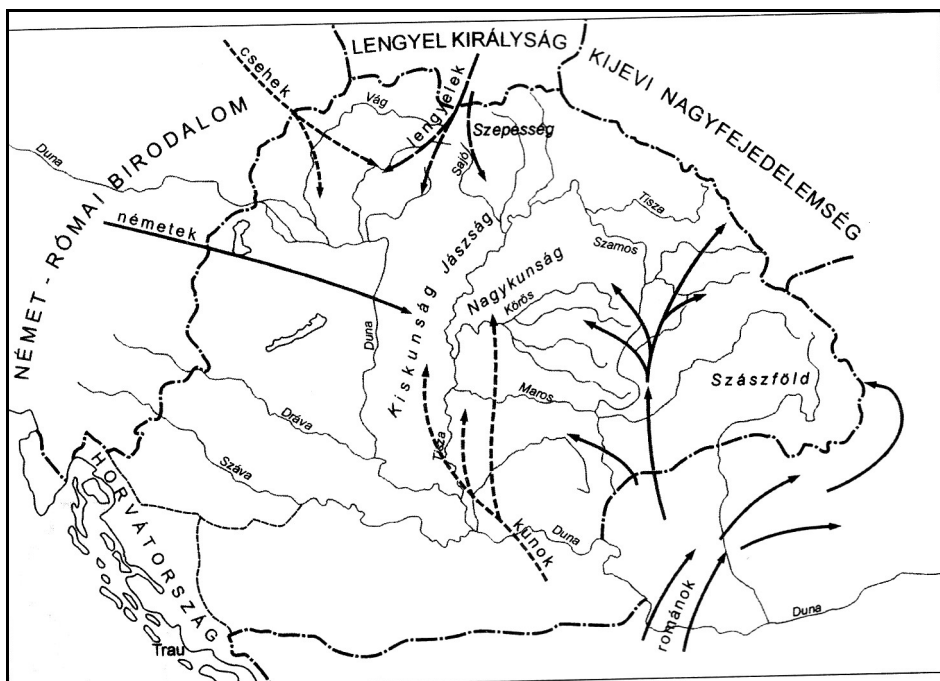 LENGYEL KIRÁLYSÁG
KIJEVI NAGYFEJEDELEMSÉG
NÉMET-RÓMAI BIRODALOM
csehek
lengyelek
Vág
Szepesség
Sajó
Duna
németek
Tisza
Szamos
Jászság
Nagykunság
Kiskunság
Körös
Duna
Szászföld
Maros
Dráva
Tisza
Száva
HORVÁTORSZÁG
Duna
kunok
románok
Duna
Trau